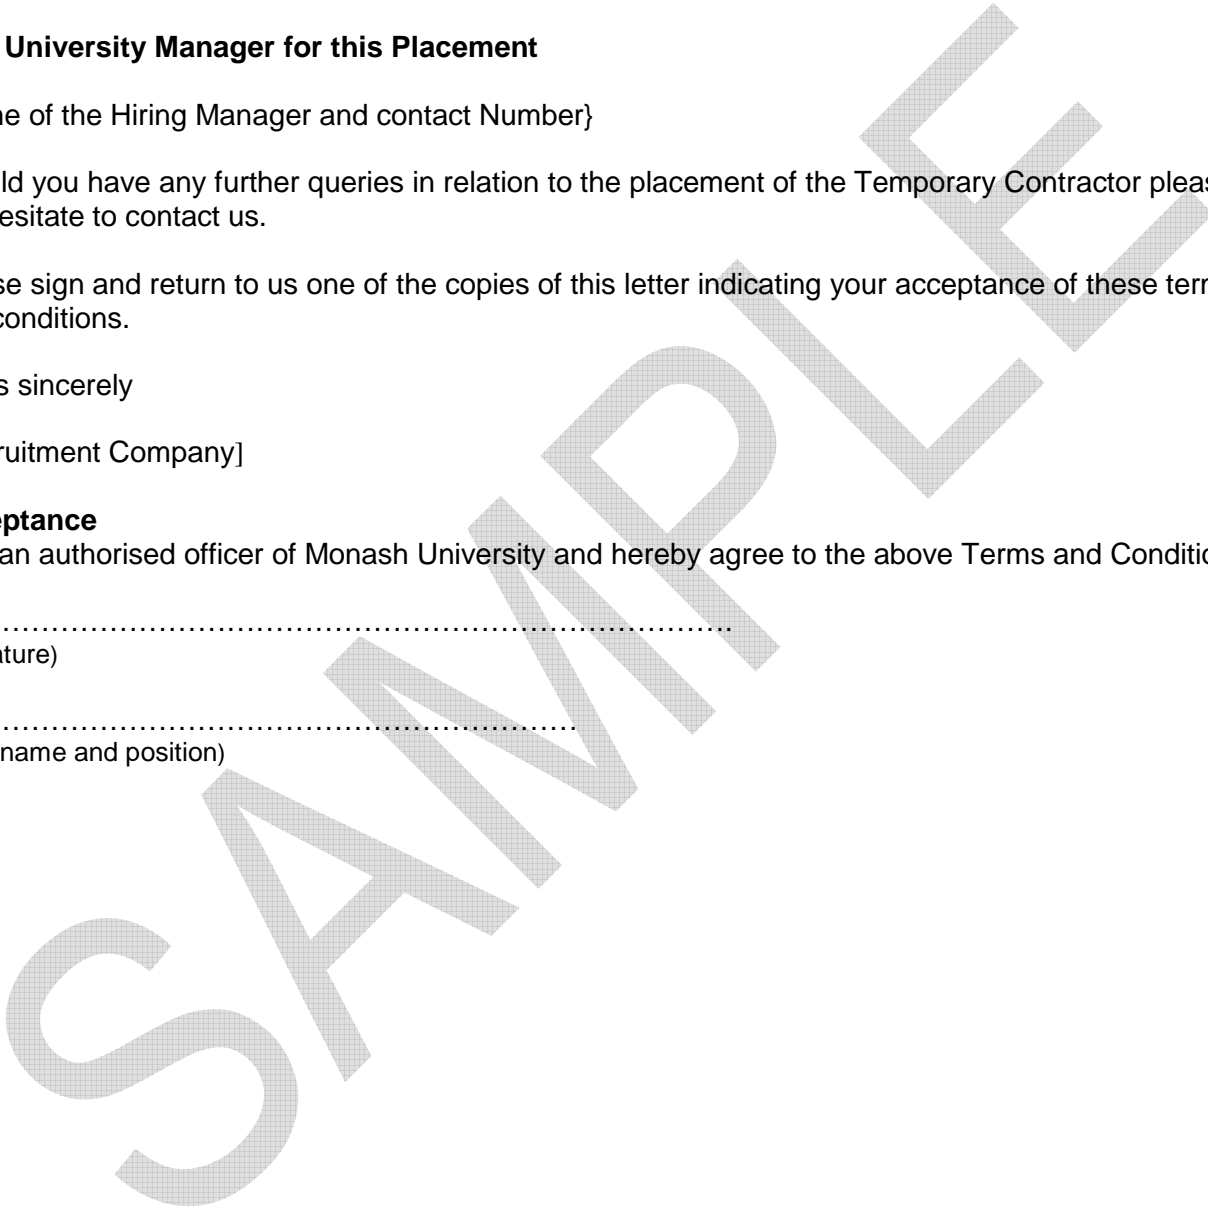 University Manager for this Placement
ne of the Hiring Manager and contact Number}
ld you have any further queries in relation to the placement of the Temporary Contractor pleas
esitate to contact us.
se sign and return to us one of the copies of this letter indicating your acceptance of these tern
conditions.
s sincerely
ruitment Company]
eptance
an authorised officer of Monash University and hereby agree to the above Terms and Conditio
…………………………………………………………………….
ature)
……………………………………………………
name and position)
SAMPLE